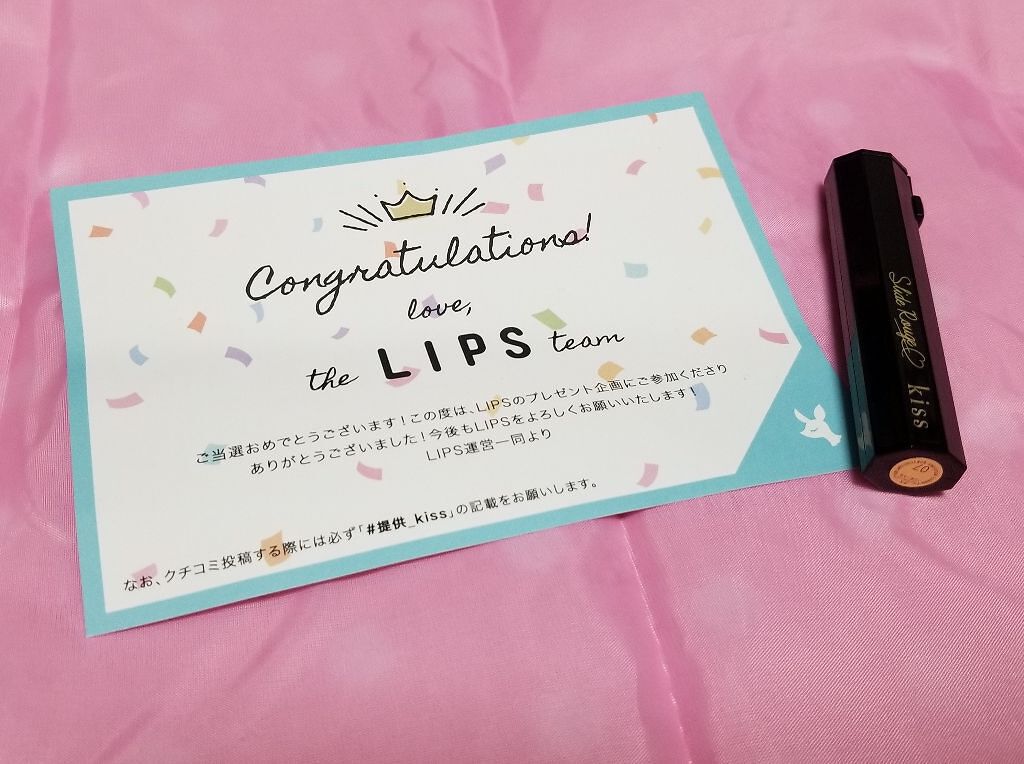 Congratulations!
love,
the LIPS team
ご当選おめでとうございます！この度は、LIPSのプレゼント企画にご参加くださり
ありがとうございました！今後もLIPSをよろしくお願いいたします！
LIPS運営一同より
なお、クチコミ投稿する際には必ず「#提供_kiss」の記載をお願いします。
Slide Rouge
kiss
07